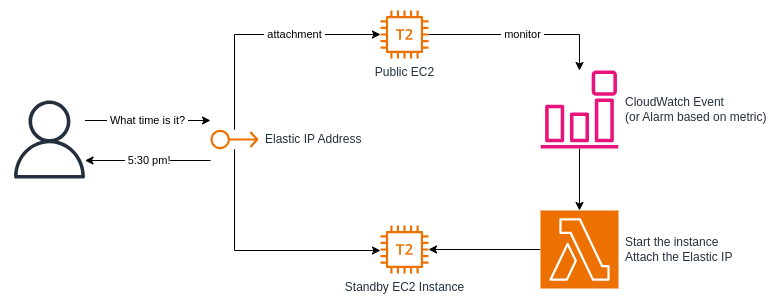 attachment
T2
monitor
Public EC2
What time is it?
5:30 pm!
Elastic IP Address
CloudWatch Event
(or Alarm based on metric)
T2
Standby EC2 Instance
Start the instance
Attach the Elastic IP